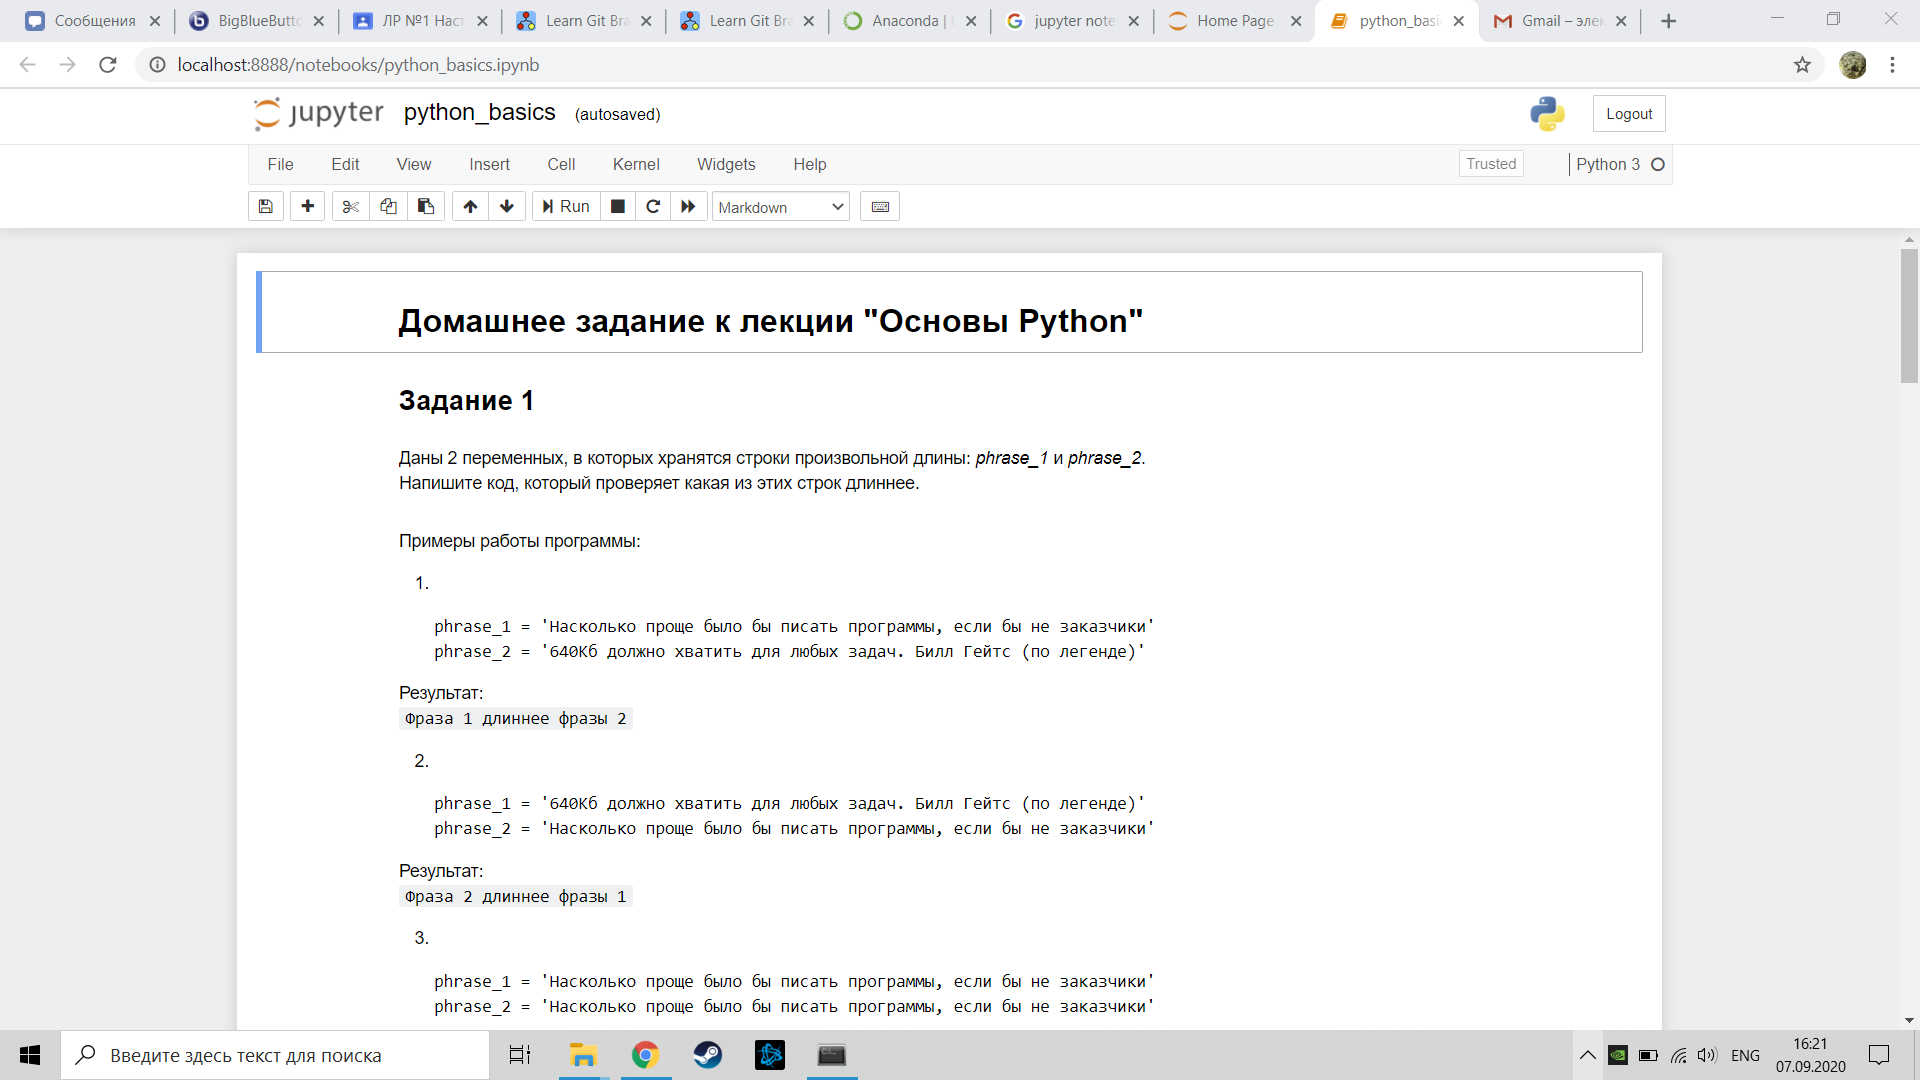 Сообщения
BigBlueButto
ЛР №1 Наст
Learn Git Bra
Learn Git Bra
Anaconda |
jupyter note
Home Page
python_basi
Gmail – элек
localhost:8888/notebooks/python_basics.ipynb
jupyter python_basics (autosaved)
Logout
File Edit View Insert Cell Kernel Widgets Help
Trusted
Python 3
Run
Markdown
Домашнее задание к лекции "Основы Python"
Задание 1
Даны 2 переменных, в которых хранятся строки произвольной длины: phrase_1 и phrase_2.
Напишите код, который проверяет какая из этих строк длиннее.
Примеры работы программы:
1.
phrase_1 = 'Насколько проще было бы писать программы, если бы не заказчики'
phrase_2 = '640Кб должно хватить для любых задач. Билл Гейтс (по легенде)'
Результат:
Фраза 1 длиннее фразы 2
2.
phrase_1 = '640Кб должно хватить для любых задач. Билл Гейтс (по легенде)'
phrase_2 = 'Насколько проще было бы писать программы, если бы не заказчики'
Результат:
Фраза 2 длиннее фразы 1
3.
phrase_1 = 'Насколько проще было бы писать программы, если бы не заказчики'
phrase_2 = 'Насколько проще было бы писать программы, если бы не заказчики'
Введите здесь текст для поиска
ENG
16:21
07.09.2020